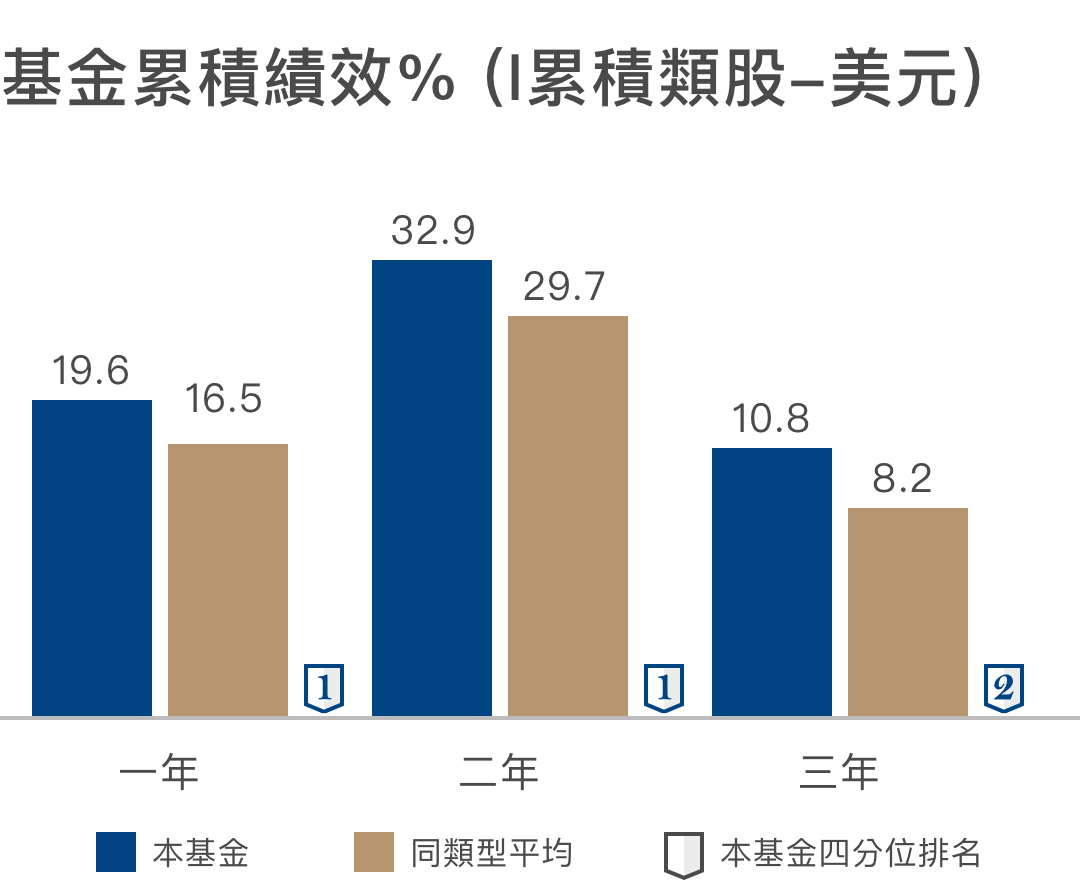 基金累積績效% (I累積類股–美元)
32.9
29.7
19.6
16.5
10.8
8.2
1
1
2
一年
二年
三年
本基金
同類型平均
本基金四分位排名